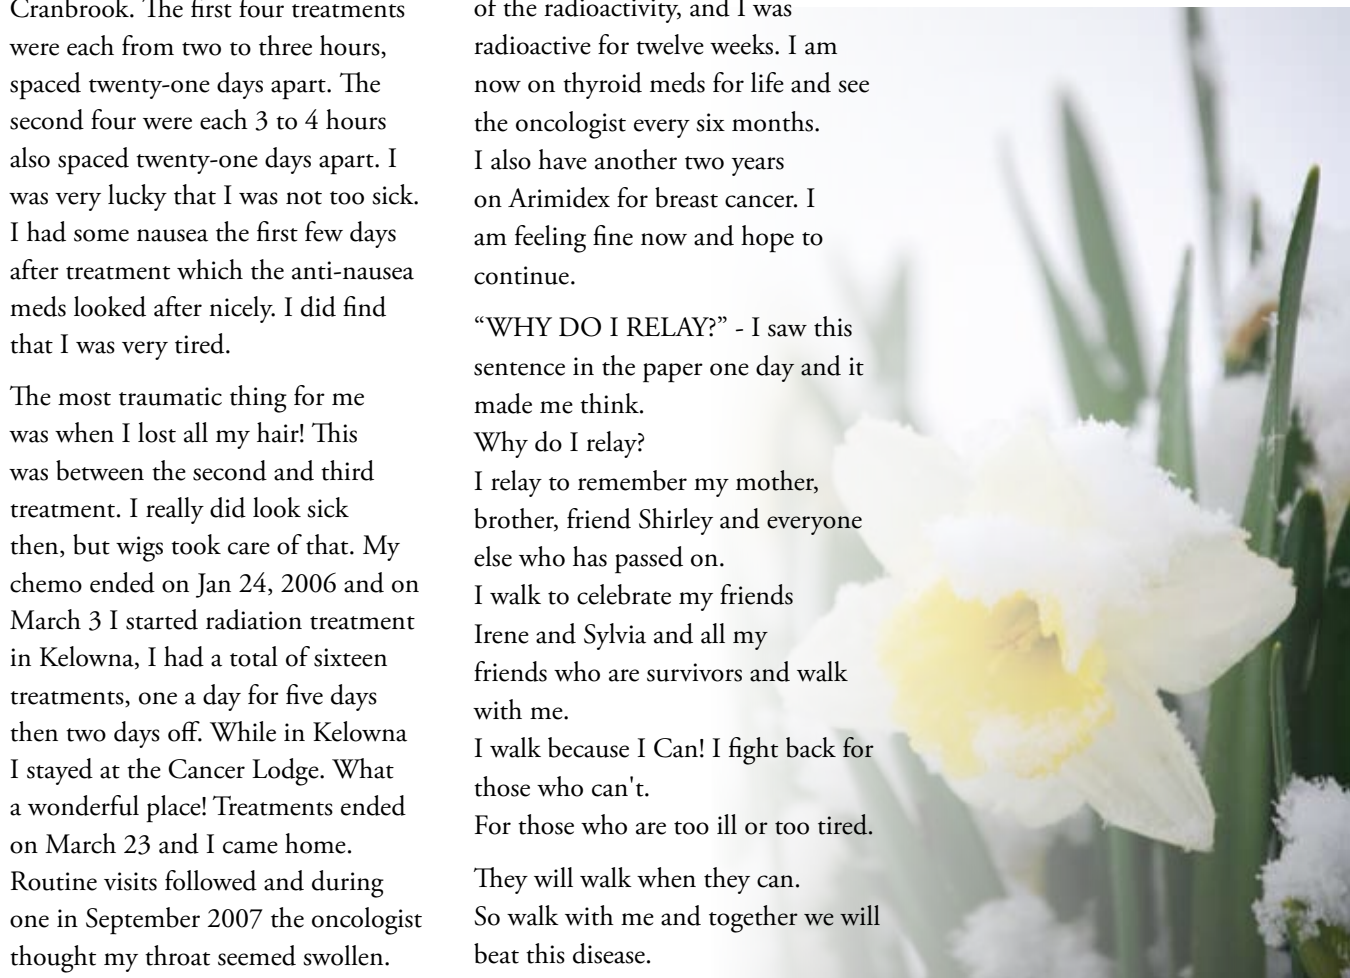 Cranbrook. The first four treatments
were each from two to three hours,
spaced twenty-one days apart. The
second four were each 3 to 4 hours
also spaced twenty-one days apart. I
was very lucky that I was not too sick.
I had some nausea the first few days
after treatment which the anti-nausea
meds looked after nicely. I did find
that I was very tired.
The most traumatic thing for me
was when I lost all my hair! This
was between the second and third
treatment. I really did look sick
then, but wigs took care of that. My
chemo ended on Jan 24, 2006 and on
March 3 I started radiation treatment
in Kelowna, I had a total of sixteen
treatments, one a day for five days
then two days off. While in Kelowna
I stayed at the Cancer Lodge. What
a wonderful place! Treatments ended
on March 23 and I came home.
Routine visits followed and during
one in September 2007 the oncologist
thought my throat seemed swollen.
of the radioactivity, and I was
radioactive for twelve weeks. I am
now on thyroid meds for life and see
the oncologist every six months.
I also have another two years
on Arimidex for breast cancer. I
am feeling fine now and hope to
continue.
“WHY DO I RELAY?” - I saw this
sentence in the paper one day and it
made me think.
Why do I relay?
I relay to remember my mother,
brother, friend Shirley and everyone
else who has passed on.
I walk to celebrate my friends
Irene and Sylvia and all my
friends who are survivors and walk
with me.
I walk because I Can! I fight back for
those who can't.
For those who are too ill or too tired.
They will walk when they can.
So walk with me and together we will
beat this disease.